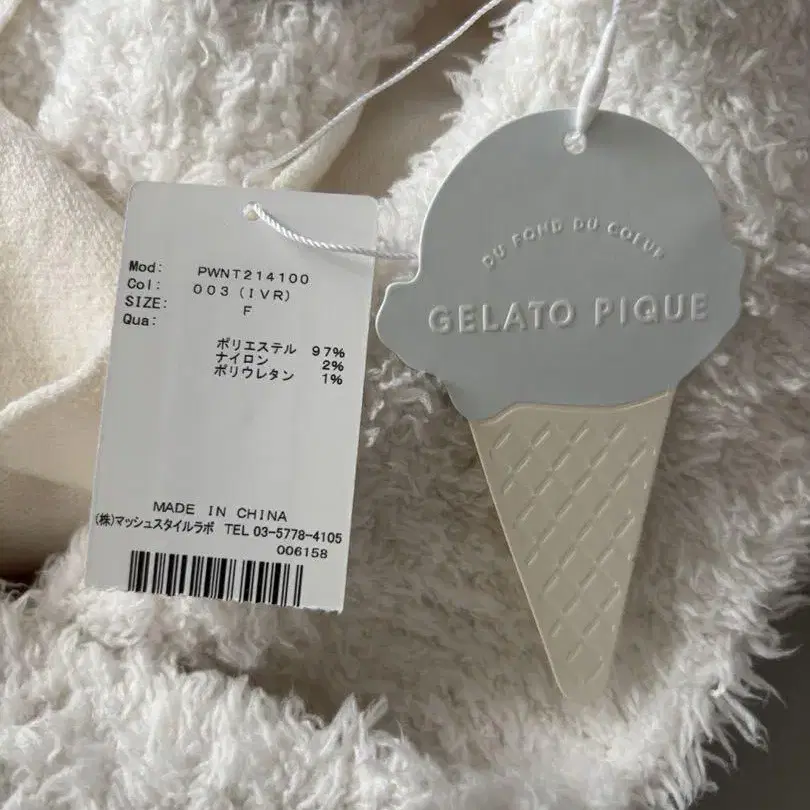 Mod: PWNT214100
Col: 003 (IVR)
SIZE: F
Qua:
ポリエステル 97%
ナイロン 2%
ポリウレタン 1%
MADE IN CHINA
(株)マッシュスタイルラボ TEL 03-5778-4105
006158
DU FOND DU COEUR
GELATO PIQUE